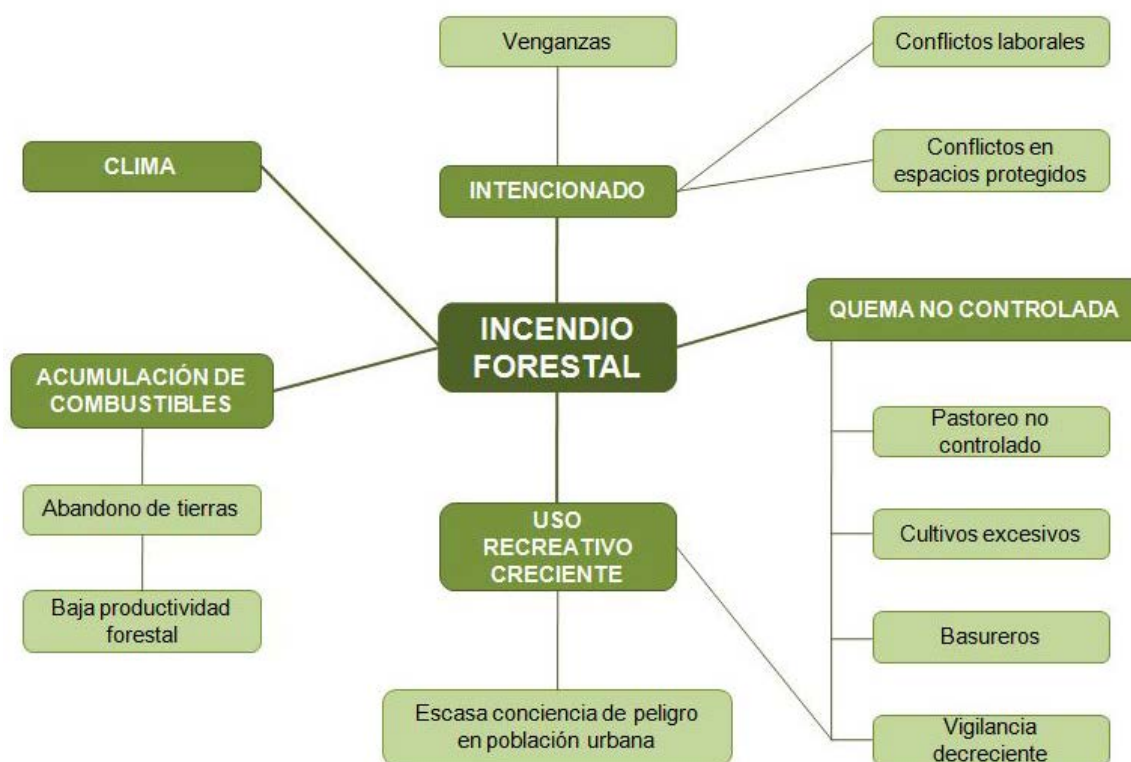 Venganzas
Conflictos laborales
CLIMA
INTENCIONADO
Conflictos en
espacios protegidos
INCENDIO
FORESTAL
QUEMA NO CONTROLADA
ACUMULACIÓN DE
COMBUSTIBLES
Pastoreo no
controlado
Abandono de tierras
USO
RECREATIVO
CRECIENTE
Cultivos excesivos
Baja productividad
forestal
Basureros
Escasa conciencia de peligro
en población urbana
Vigilancia
decreciente